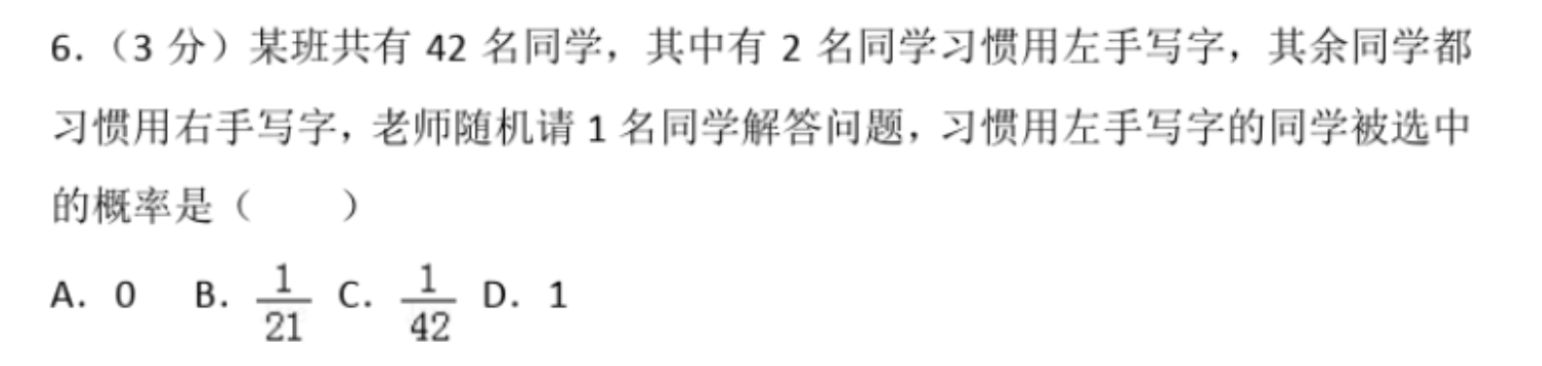 6.（3 分）某班共有 42 名同学，其中有 2 名同学习惯用左手写字，其余同学都
习惯用右手写字，老师随机请 1 名同学解答问题，习惯用左手写字的同学被选中
的概率是（　　）
A．0　B．1/21　C．1/42　D．1